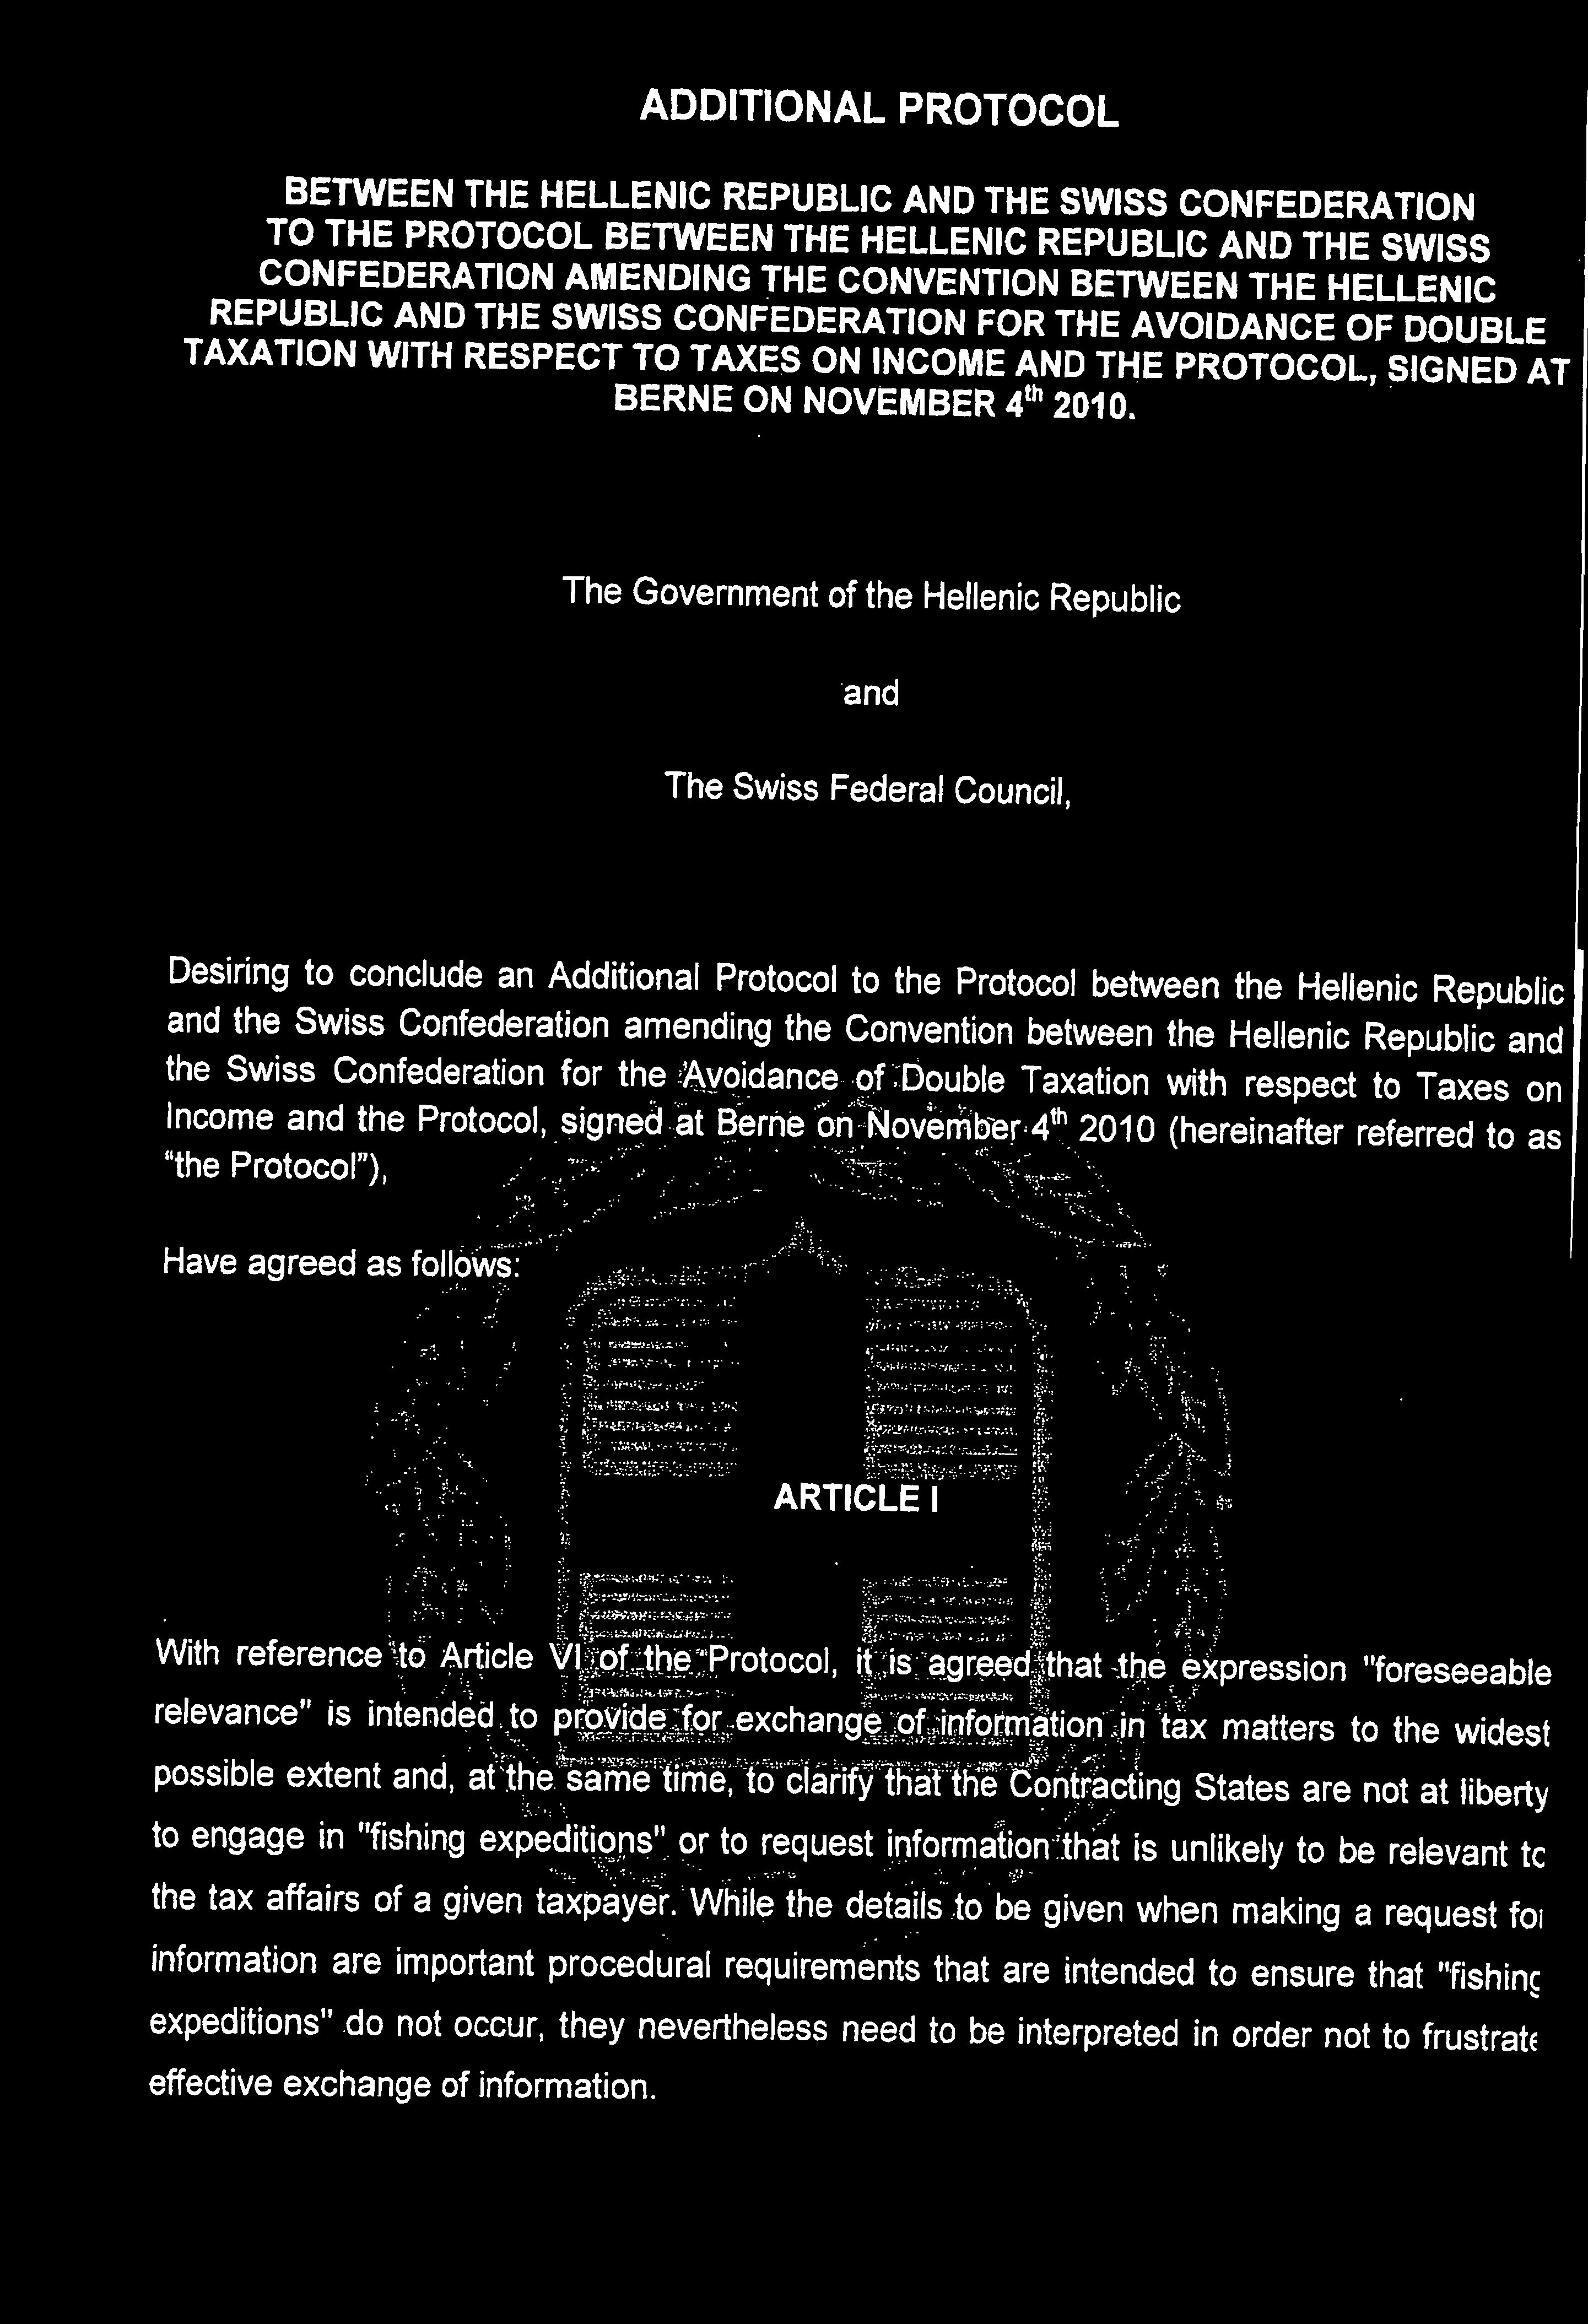 ADDITIONAL PROTOCOL
BETWEEN THE HELLENIC REPUBLIC AND THE SWISS CONFEDERATION
TO THE PROTOCOL BETWEEN THE HELLENIC REPUBLIC AND THE SWISS
CONFEDERATION AMENDING THE CONVENTION BETWEEN THE HELLENIC
REPUBLIC AND THE SWISS CONFEDERATION FOR THE AVOIDANCE OF DOUBLE
TAXATION WITH RESPECT TO TAXES ON INCOME AND THE PROTOCOL, SIGNED AT
BERNE ON NOVEMBER 4th 2010.
The Government of the Hellenic Republic
and
The Swiss Federal Council,
Desiring to conclude an Additional Protocol to the Protocol between the Hellenic Republic
and the Swiss Confederation amending the Convention between the Hellenic Republic and
the Swiss Confederation for the Avoidance of Double Taxation with respect to Taxes on
Income and the Protocol, signed at Berne on November 4th 2010 (hereinafter referred to as
"the Protocol"),
Have agreed as follows:
ARTICLE I
With reference to Article VI of the Protocol, it is agreed that the expression "foreseeable
relevance" is intended to provide for exchange of information in tax matters to the widest
possible extent and, at the same time, to clarify that the Contracting States are not at liberty
to engage in "fishing expeditions" or to request information that is unlikely to be relevant to
the tax affairs of a given taxpayer. While the details to be given when making a request for
information are important procedural requirements that are intended to ensure that "fishing
expeditions" do not occur, they nevertheless need to be interpreted in order not to frustrate
effective exchange of information.